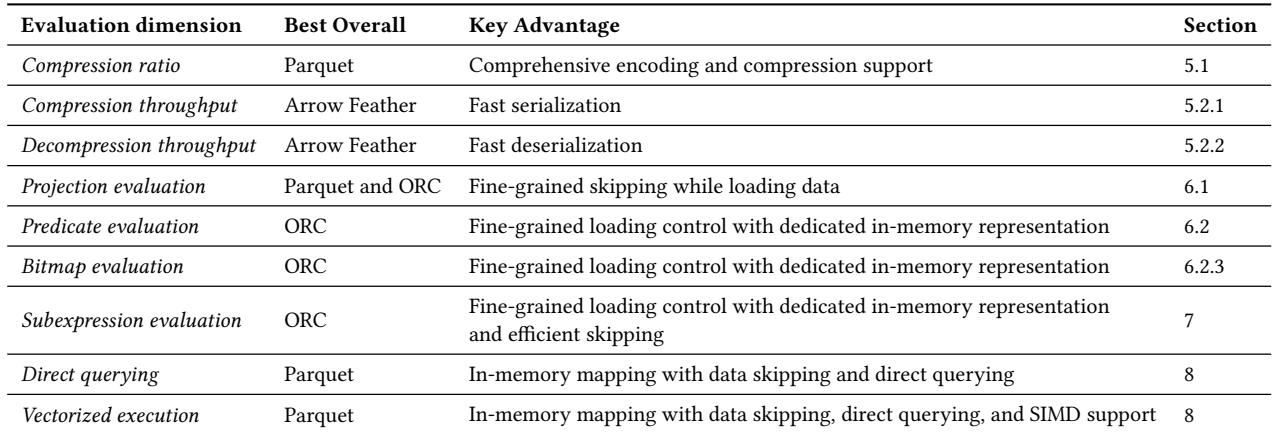 Evaluation dimension Best Overall Key Advantage Section
Compression ratio Parquet Comprehensive encoding and compression support 5.1
Compression throughput Arrow Feather Fast serialization 5.2.1
Decompression throughput Arrow Feather Fast deserialization 5.2.2
Projection evaluation Parquet and ORC Fine-grained skipping while loading data 6.1
Predicate evaluation ORC Fine-grained loading control with dedicated in-memory representation 6.2
Bitmap evaluation ORC Fine-grained loading control with dedicated in-memory representation 6.2.3
Subexpression evaluation ORC Fine-grained loading control with dedicated in-memory representation
and efficient skipping 7
Direct querying Parquet In-memory mapping with data skipping and direct querying 8
Vectorized execution Parquet In-memory mapping with data skipping, direct querying, and SIMD support 8